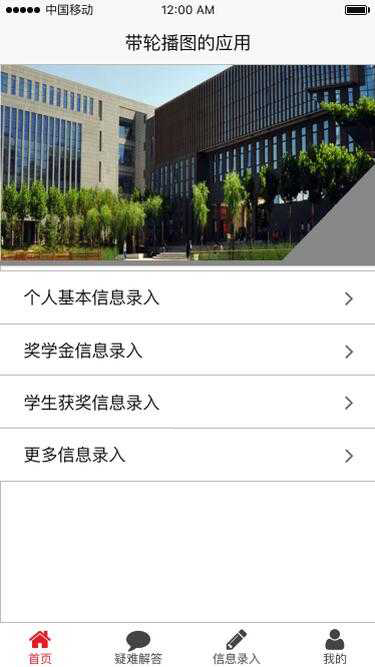 中国移动 12:00 AM
带轮播图的应用
个人基本信息录入
奖学金信息录入
学生获奖信息录入
更多信息录入
首页 疑难解答 信息录入 我的